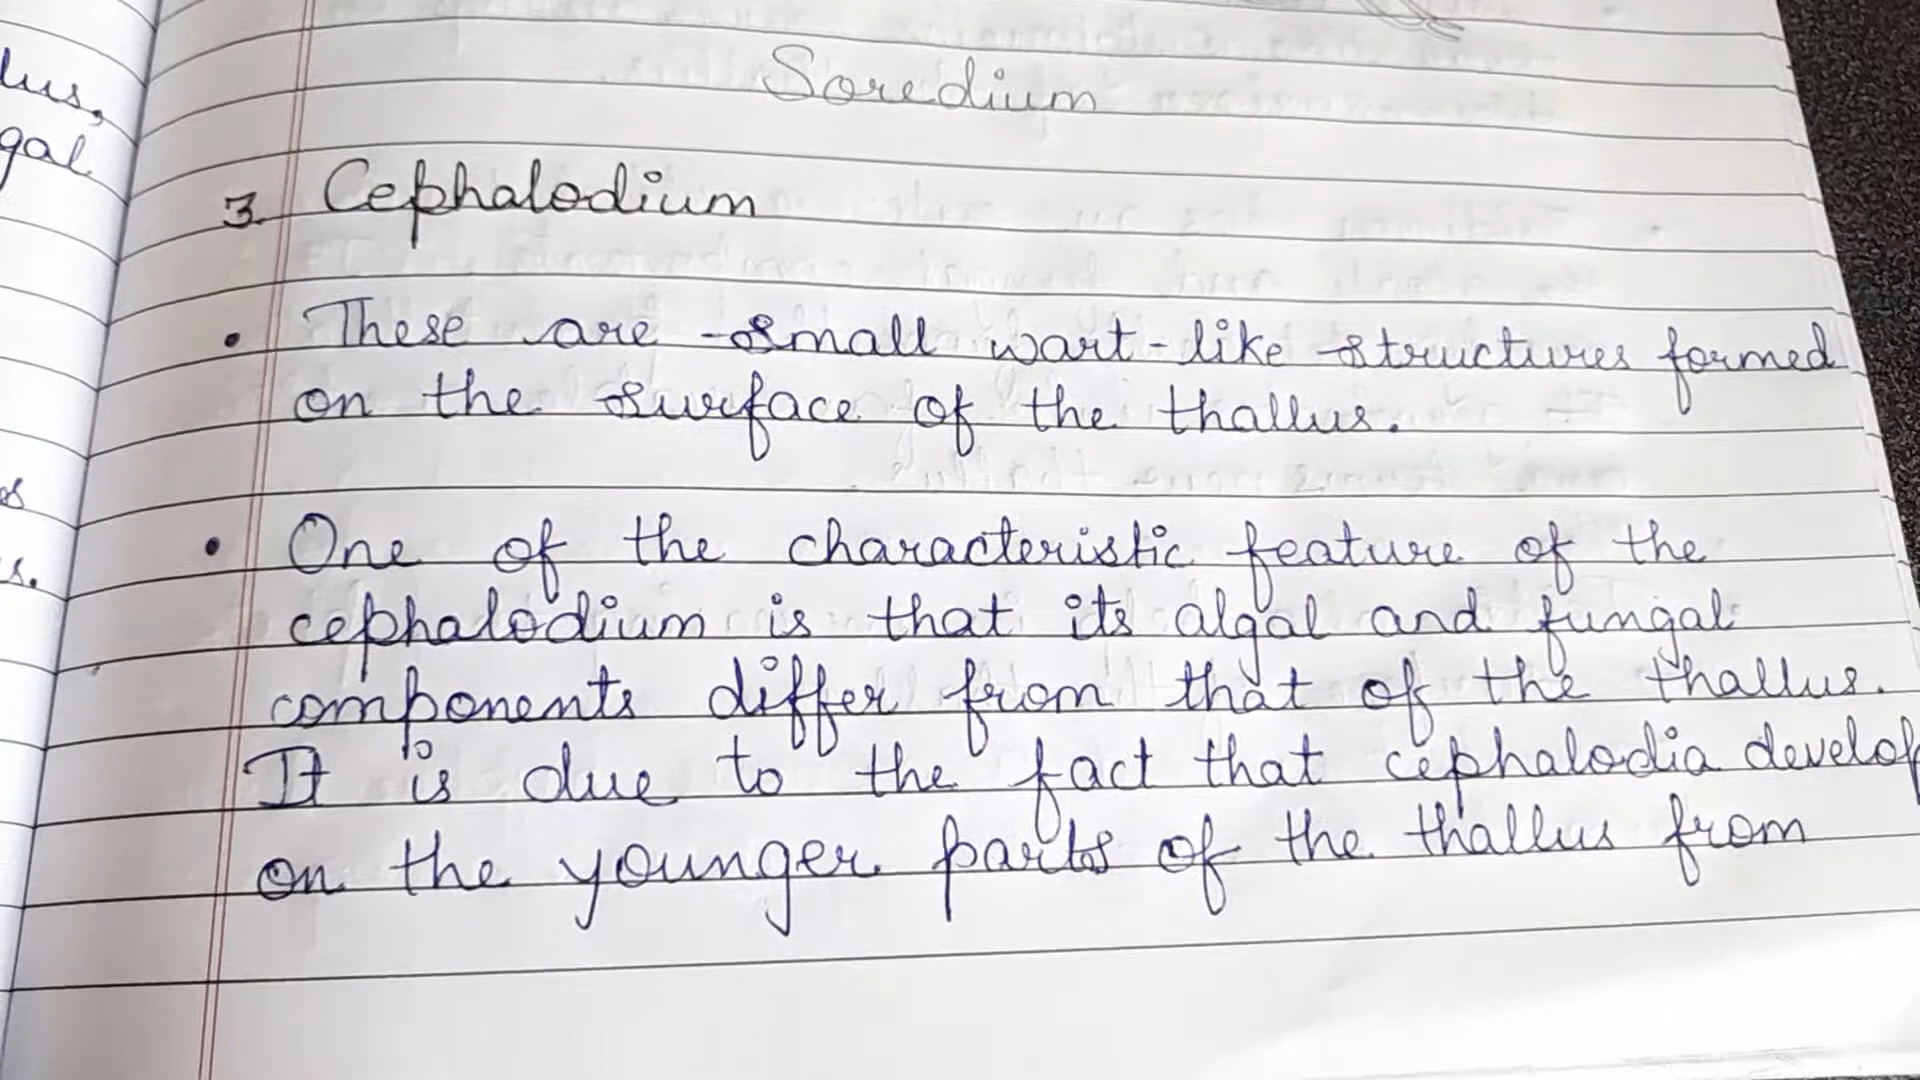 lus,
gal
s.
Soredium
3. Cephalodium
• These are small wart-like structures formed
on the surface of the thallus.
• One of the characteristic feature of the
cephalodium is that its algal and fungal
components differ from that of the thallus.
It is due to the fact that cephalodia develop
on the younger parts of the thallus from